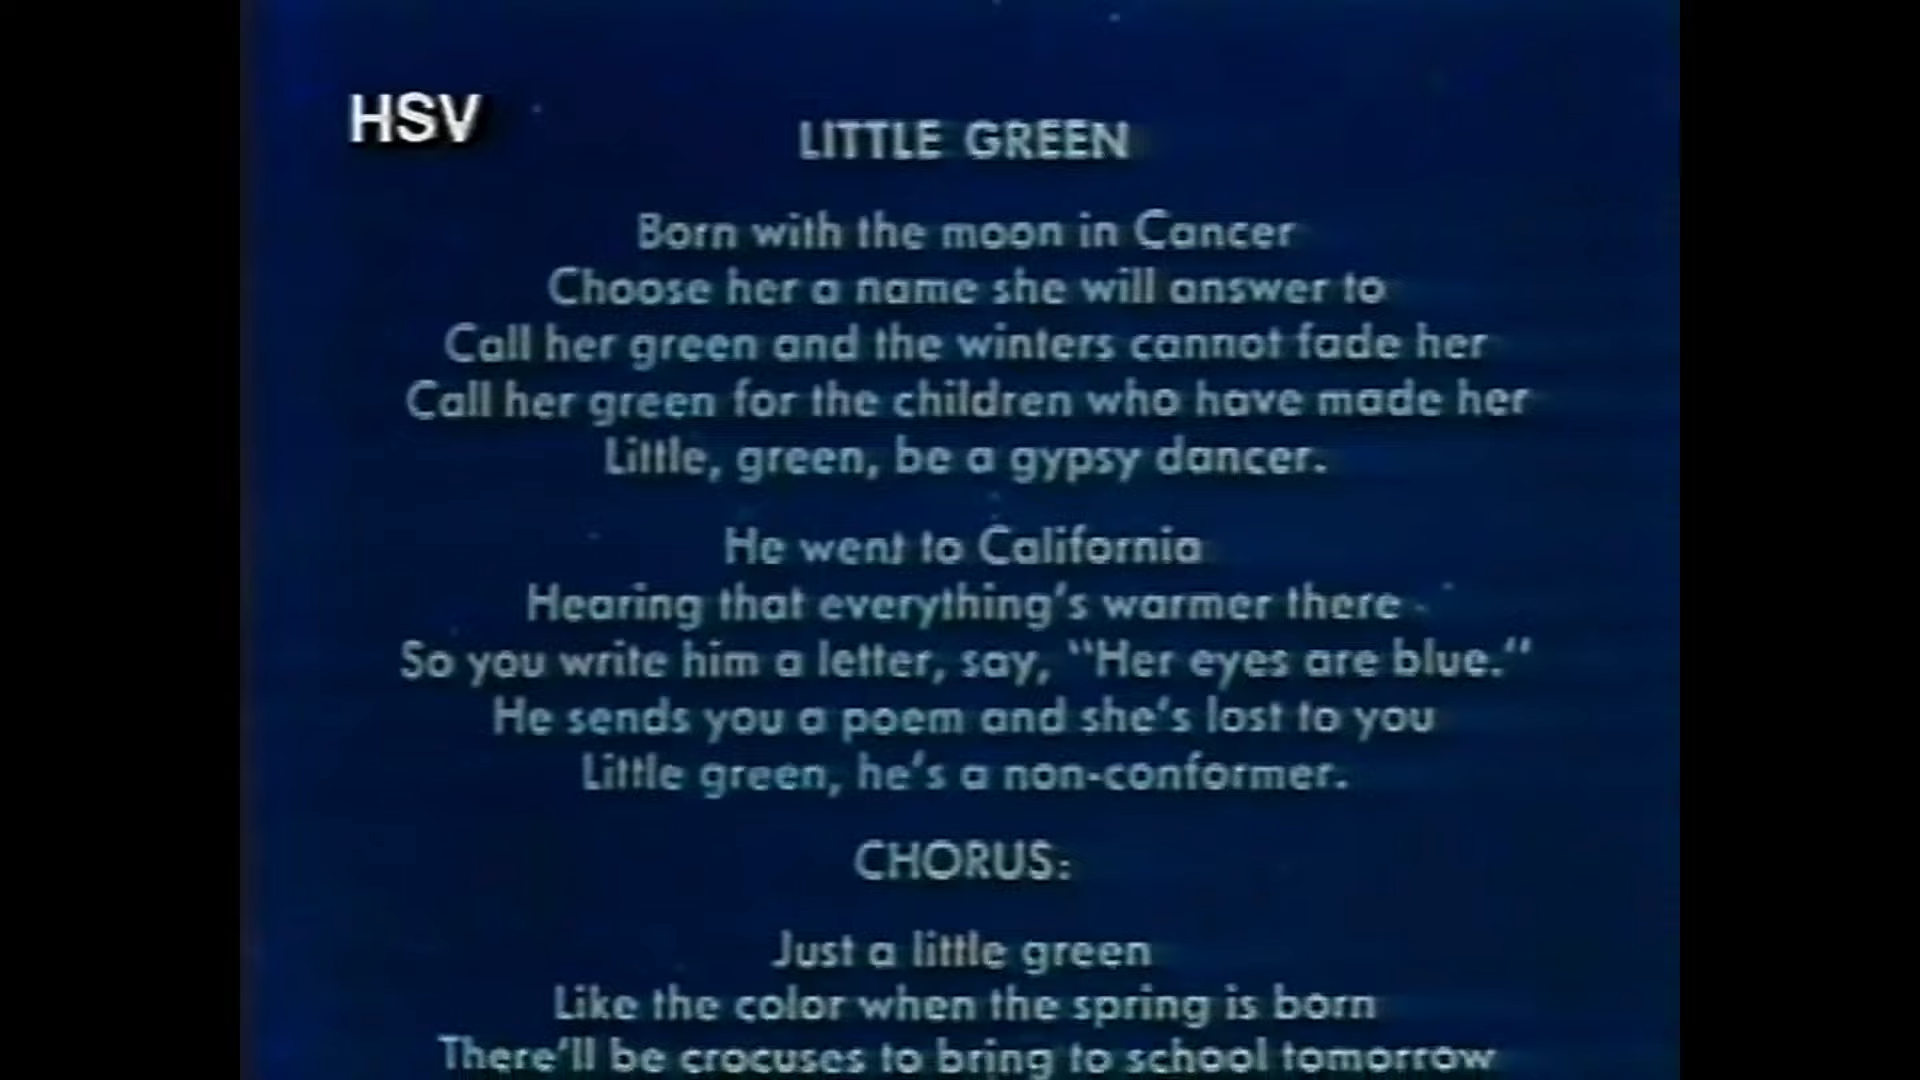 HSV
LITTLE GREEN
Born with the moon in Cancer
Choose her a name she will answer to
Call her green and the winters cannot fade her
Call her green for the children who have made her
Little, green, be a gypsy dancer.
He went to California
Hearing that everything's warmer there
So you write him a letter, say, "Her eyes are blue."
He sends you a poem and she's lost to you
Little green, he's a non-conformer.
CHORUS:
Just a little green
Like the color when the spring is born
There'll be crocuses to bring to school tomorrow